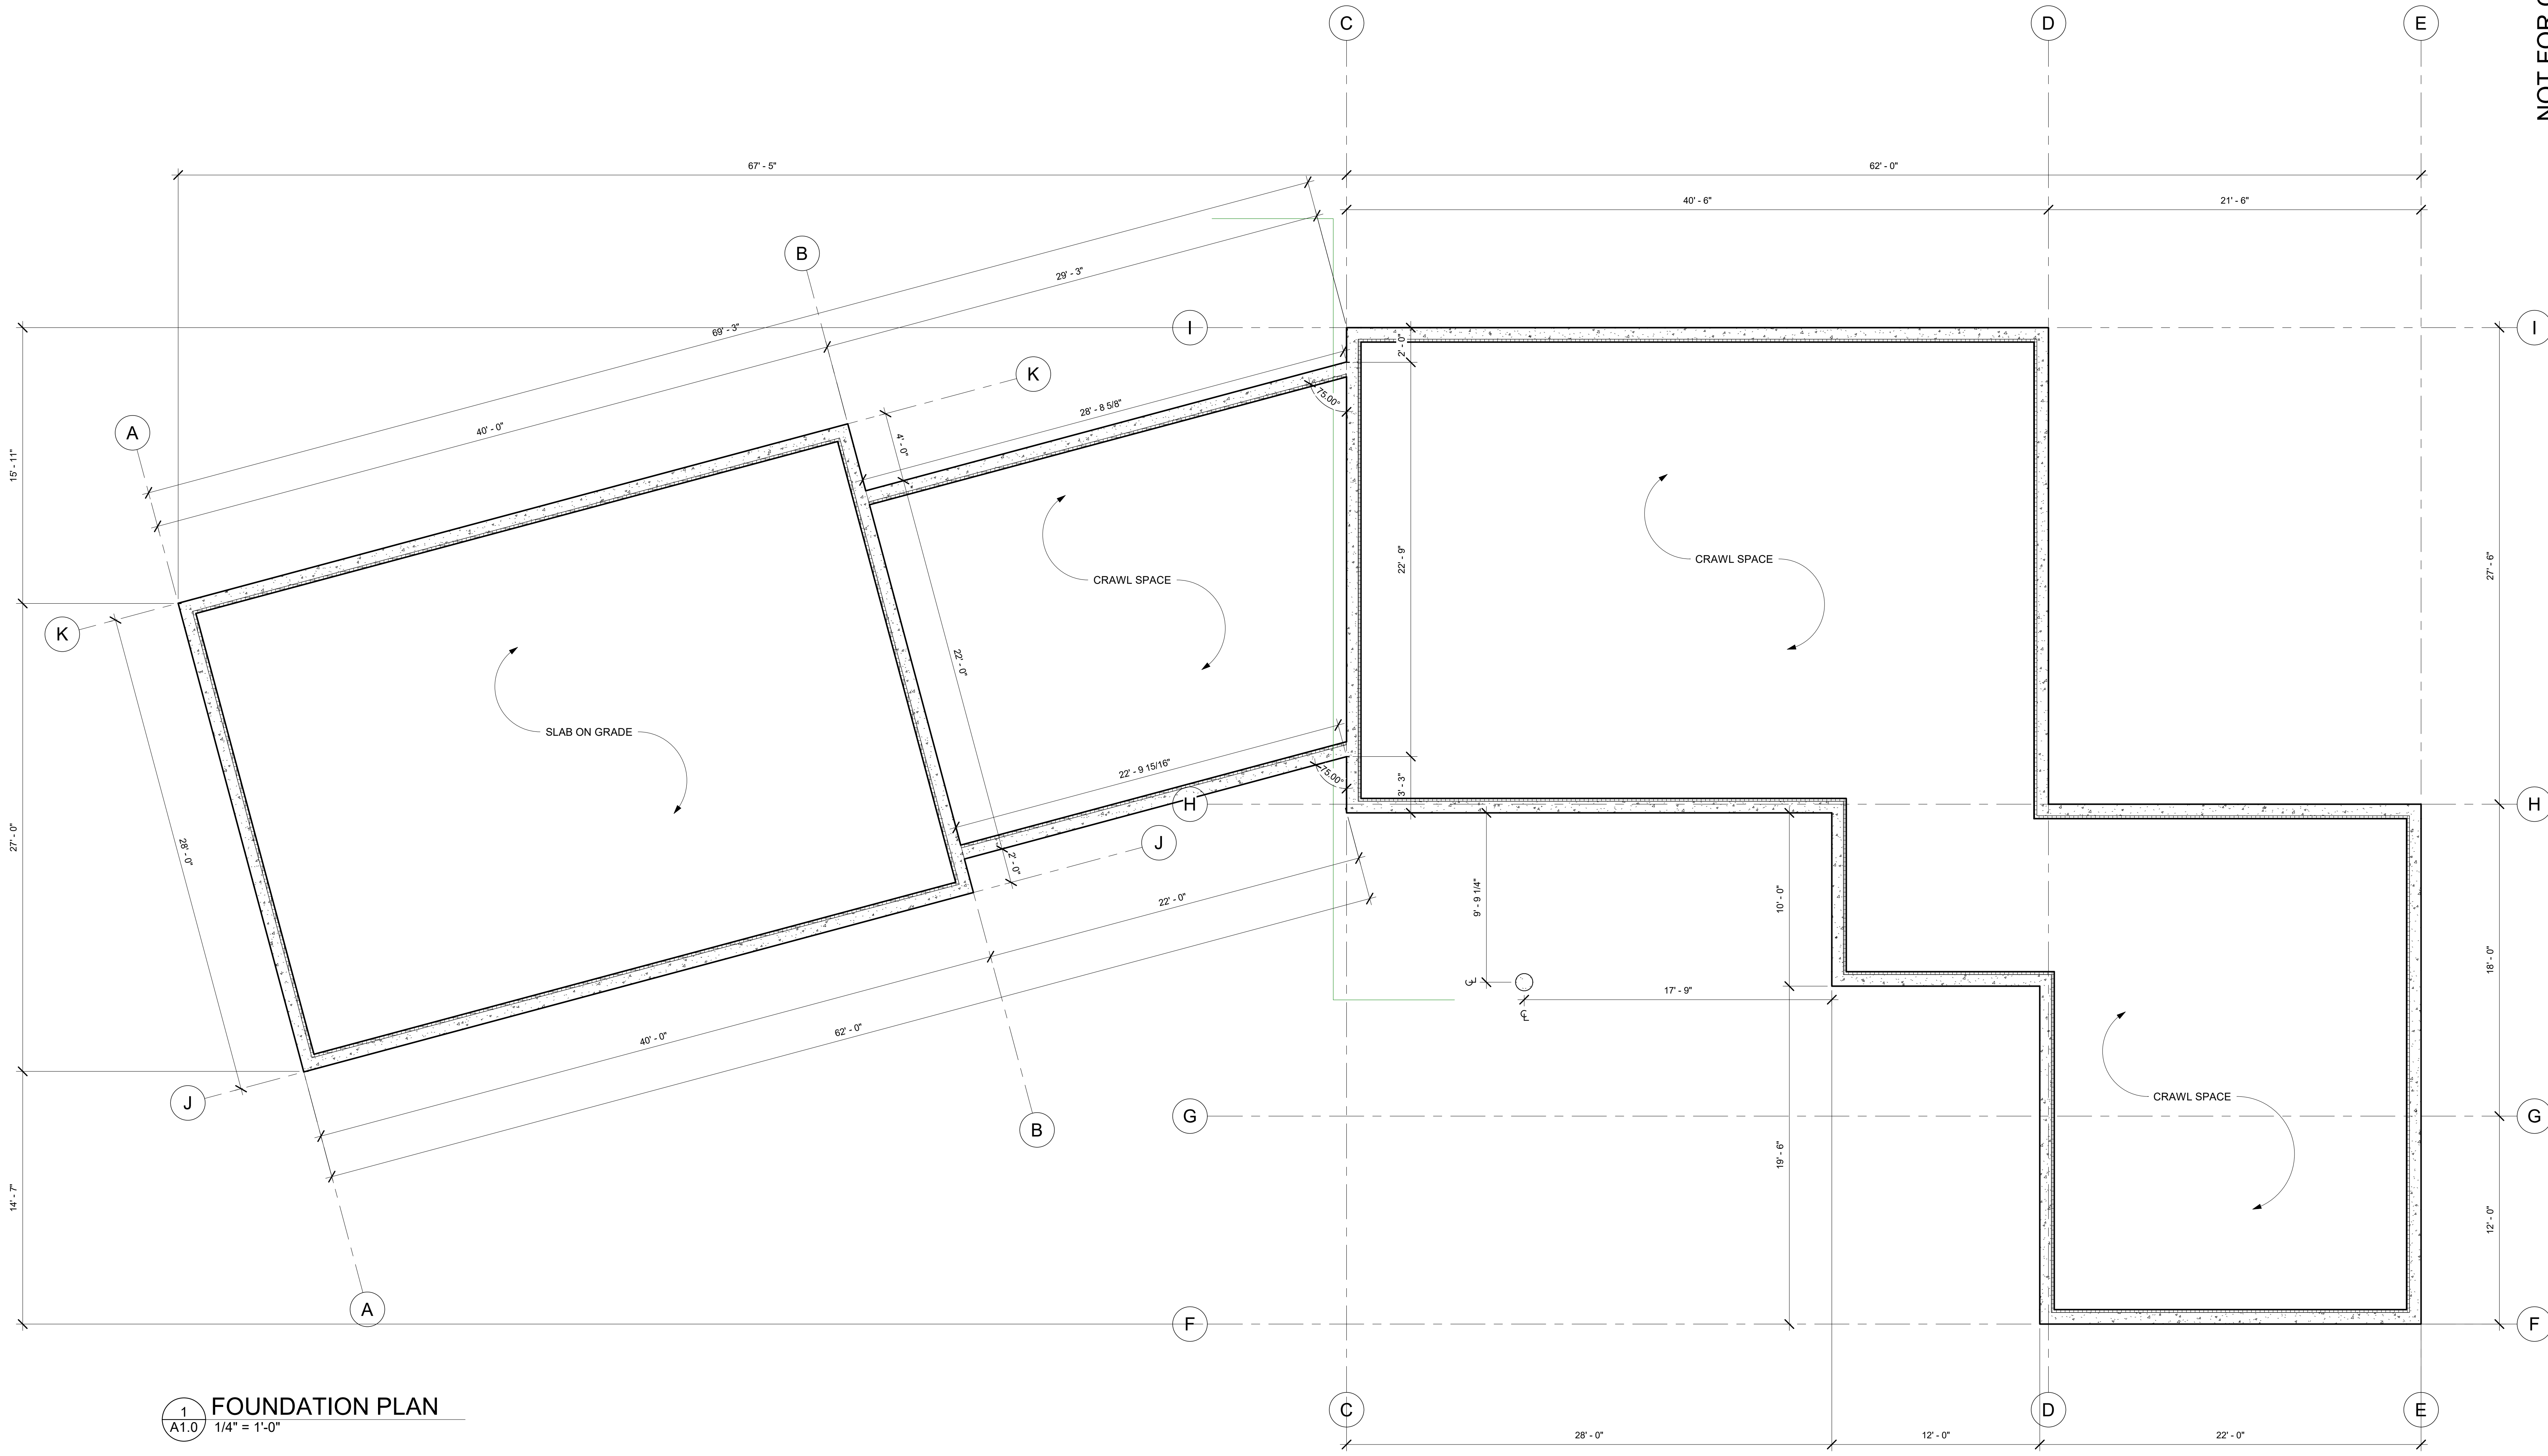 C
D
E
NOT FOR
67' - 5"
62' - 0"
40' - 6"
21' - 6"
B
29' - 3"
69' - 3"
I
I
2' - 0"
K
28' - 8 5/8"
75.00°
A
40' - 0"
4' - 0"
15' - 11"
22' - 9"
CRAWL SPACE
27' - 6"
CRAWL SPACE
K
22' - 0"
SLAB ON GRADE
22' - 9 15/16"
75.00°
3' - 3"
H
H
27' - 0"
28' - 0"
J
2' - 0"
22' - 0"
9' - 9 1/4"
10' - 0"
18' - 0"
17' - 9"
40' - 0"
62' - 0"
CRAWL SPACE
J
B
G
G
19' - 6"
14' - 7"
12' - 0"
A
F
F
1
A1.0
FOUNDATION PLAN
1/4" = 1'-0"
C
D
E
28' - 0"
12' - 0"
22' - 0"